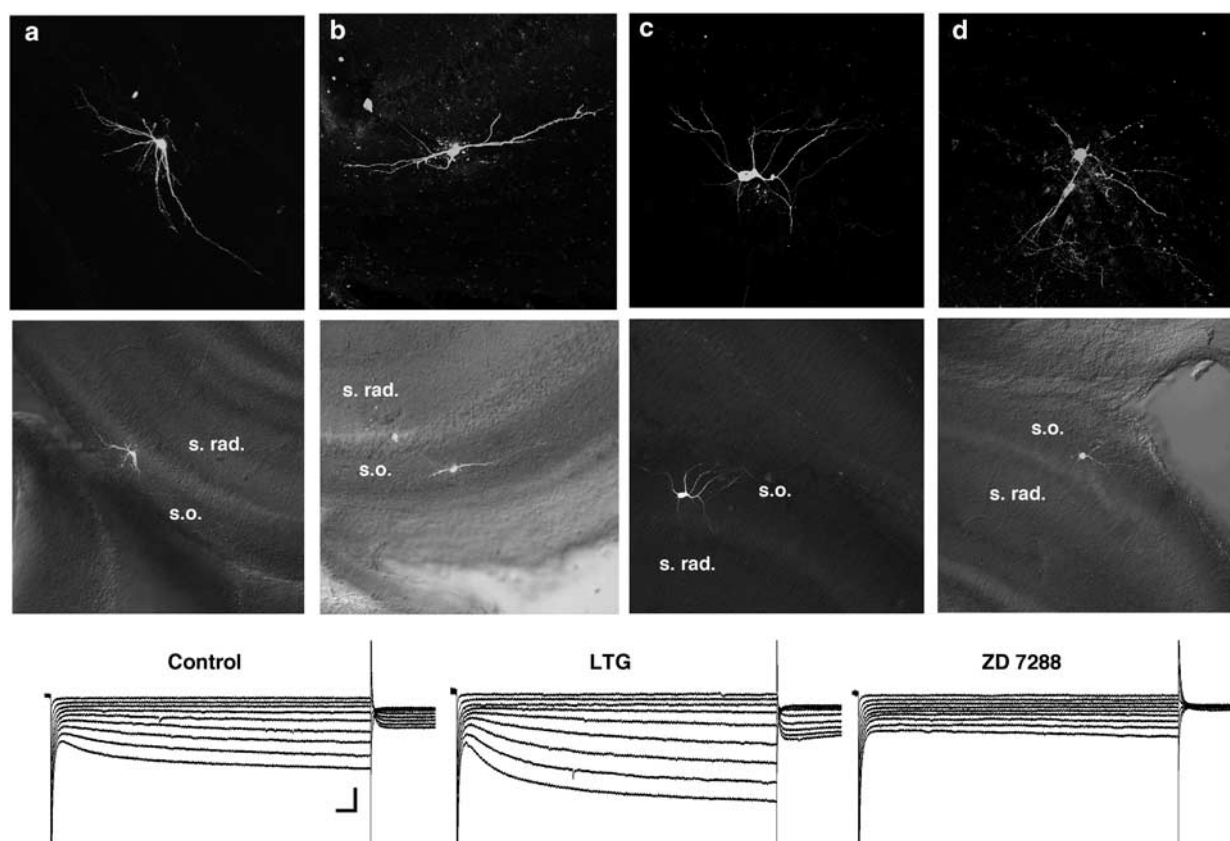 a
b
c
d
s. rad.
s.o.
s. rad.
s.o.
s.o.
s. rad.
s.o.
s. rad.
Control
LTG
ZD 7288